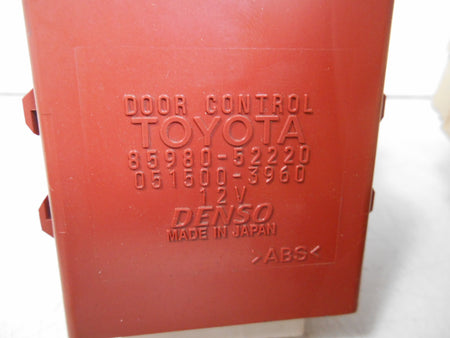 DOOR CONTROL
TOYOTA
85980-52220
051500-3960
12V
DENSO
MADE IN JAPAN
>ABS<